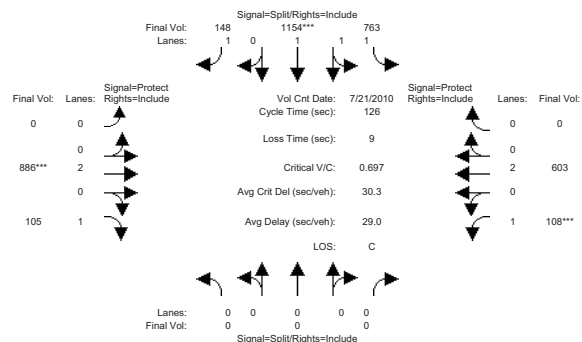 Signal=Split/Rights=Include
Final Vol: 148 1154*** 763
Lanes: 1 0 1 1 1
Signal=Protect
Final Vol: Lanes: Rights=Include
Vol Cnt Date: 7/21/2010
Signal=Protect
Rights=Include Lanes: Final Vol:
Cycle Time (sec): 126
0 0
0 0
Loss Time (sec): 9
0
0
886*** 2
Critical V/C: 0.697
2 603
0
Avg Crit Del (sec/veh): 30.3
0
105 1
Avg Delay (sec/veh): 29.0
1 108***
LOS: C
Lanes: 0 0 0 0 0
Final Vol: 0 0 0
Signal=Split/Rights=Include